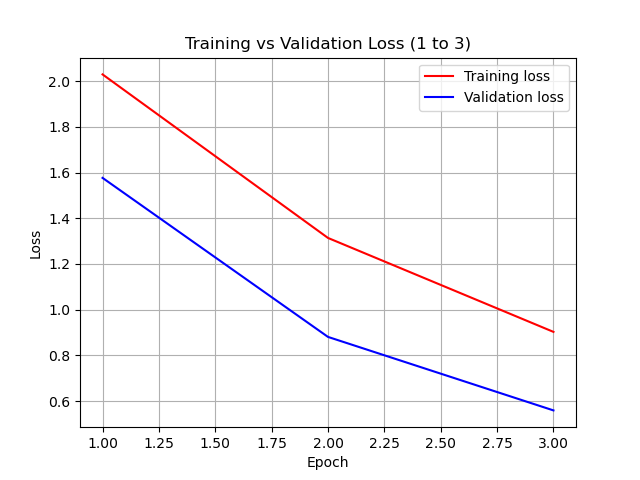 Training vs Validation Loss (1 to 3)
Training loss
Validation loss
Loss
2.0
1.8
1.6
1.4
1.2
1.0
0.8
0.6
1.00 1.25 1.50 1.75 2.00 2.25 2.50 2.75 3.00
Epoch